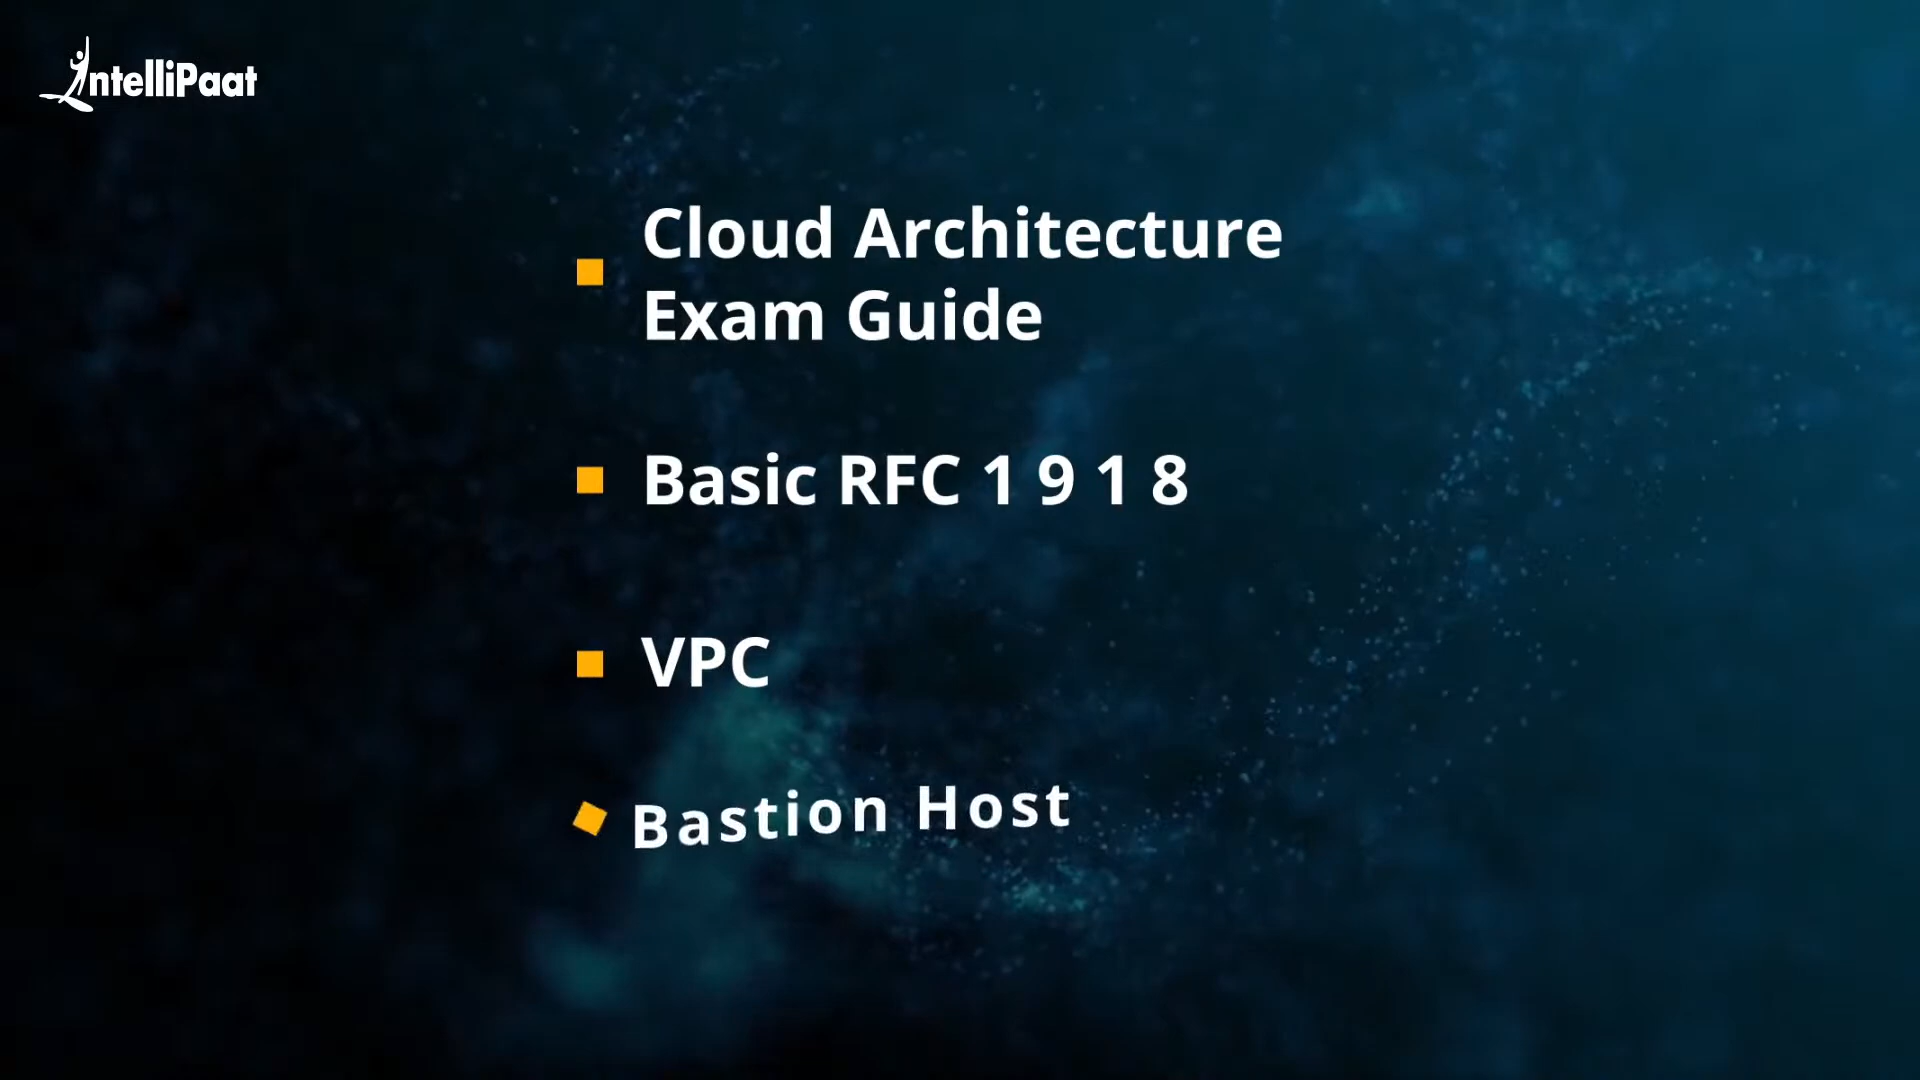 IntelliPaat
Cloud Architecture
Exam Guide
Basic RFC 1 9 1 8
VPC
Bastion Host